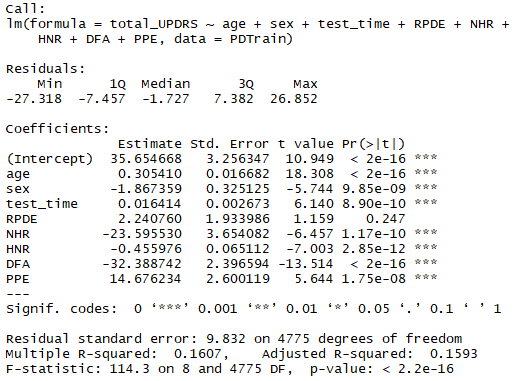 Call:
lm(formula = total_UPDRS ~ age + sex + test_time + RPDE + NHR +
    HNR + DFA + PPE, data = PDTrain)

Residuals:
    Min      1Q  Median      3Q     Max
-27.318  -7.457  -1.727   7.382  26.852

Coefficients:
              Estimate Std. Error t value Pr(>|t|)
(Intercept)  35.654668   3.256347  10.949  < 2e-16 ***
age           0.305410   0.016682  18.308  < 2e-16 ***
sex          -1.867359   0.325125  -5.744 9.85e-09 ***
test_time     0.016414   0.002673   6.140 8.90e-10 ***
RPDE          2.240760   1.933986   1.159    0.247
NHR         -23.595530   3.654082  -6.457 1.17e-10 ***
HNR          -0.455976   0.065112  -7.003 2.85e-12 ***
DFA         -32.388742   2.396594 -13.514  < 2e-16 ***
PPE          14.676234   2.600119   5.644 1.75e-08 ***
---
Signif. codes:  0 ‘***’ 0.001 ‘**’ 0.01 ‘*’ 0.05 ‘.’ 0.1 ‘ ’ 1

Residual standard error: 9.832 on 4775 degrees of freedom
Multiple R-squared:  0.1607,    Adjusted R-squared:  0.1593
F-statistic: 114.3 on 8 and 4775 DF,  p-value: < 2.2e-16